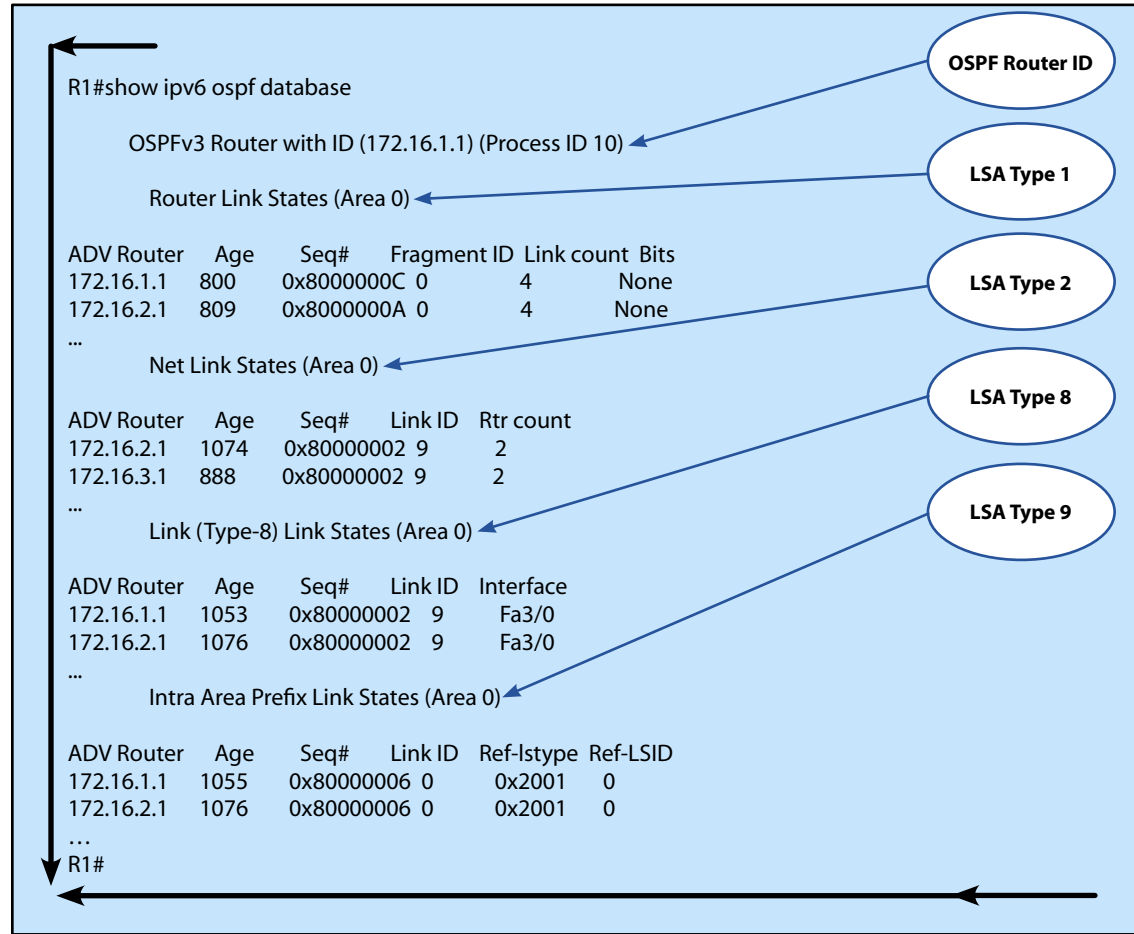 OSPF Router ID
R1#show ipv6 ospf database
OSPFv3 Router with ID (172.16.1.1) (Process ID 10)
LSA Type 1
Router Link States (Area 0)
ADV Router Age Seq# Fragment ID Link count Bits
172.16.1.1 800 0x8000000C 0 4 None
172.16.2.1 809 0x8000000A 0 4 None
...
LSA Type 2
Net Link States (Area 0)
ADV Router Age Seq# Link ID Rtr count
172.16.2.1 1074 0x80000002 9 2
172.16.3.1 888 0x80000002 9 2
...
LSA Type 8
Link (Type-8) Link States (Area 0)
ADV Router Age Seq# Link ID Interface
172.16.1.1 1053 0x80000002 9 Fa3/0
172.16.2.1 1076 0x80000002 9 Fa3/0
...
LSA Type 9
Intra Area Prefix Link States (Area 0)
ADV Router Age Seq# Link ID Ref-lstype Ref-LSID
172.16.1.1 1055 0x80000006 0 0x2001 0
172.16.2.1 1076 0x80000006 0 0x2001 0
...
R1#